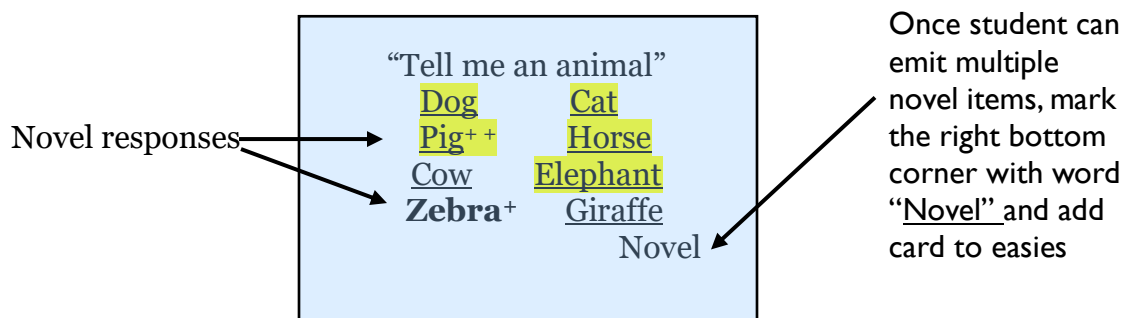 “Tell me an animal”
Dog Cat
Pig⁺ ⁺ Horse
Cow Elephant
Zebra⁺ Giraffe
Novel
Novel responses
Once student can
emit multiple
novel items, mark
the right bottom
corner with word
“Novel” and add
card to easies